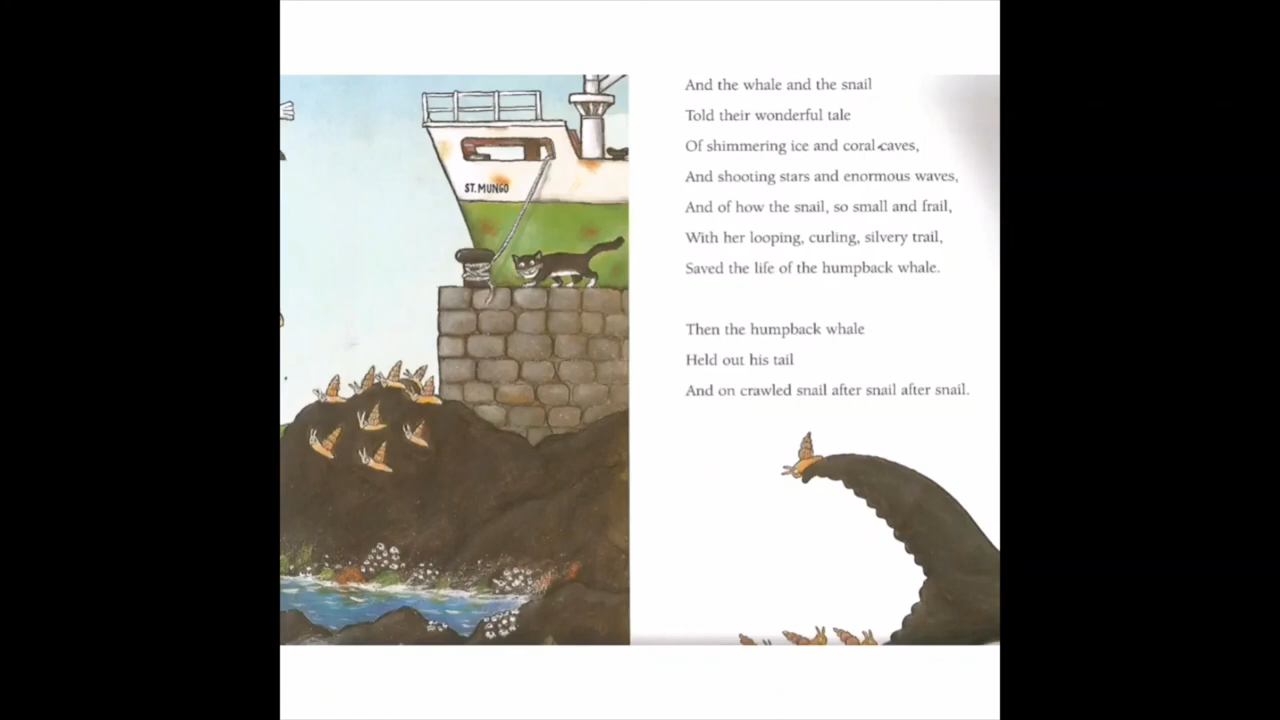 ST. MUNGO
And the whale and the snail
Told their wonderful tale
Of shimmering ice and coral caves,
And shooting stars and enormous waves,
And of how the snail, so small and frail,
With her looping, curling, silvery trail,
Saved the life of the humpback whale.
Then the humpback whale
Held out his tail
And on crawled snail after snail after snail.